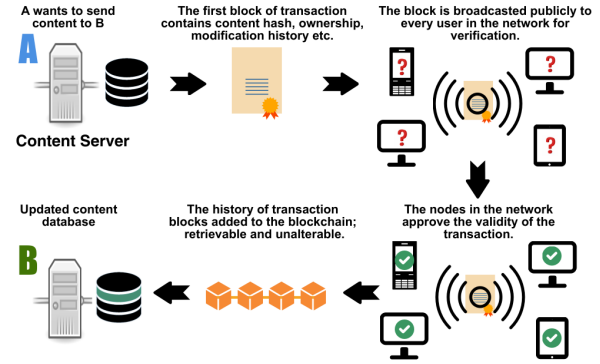 A wants to send
content to B
A
Content Server
The first block of transaction
contains content hash, ownership,
modification history etc.
The block is broadcasted publicly to
every user in the network for
verification.
?
?
?
?
The nodes in the network
approve the validity of the
transaction.
The history of transaction
blocks added to the blockchain;
retrievable and unalterable.
Updated content
database
B